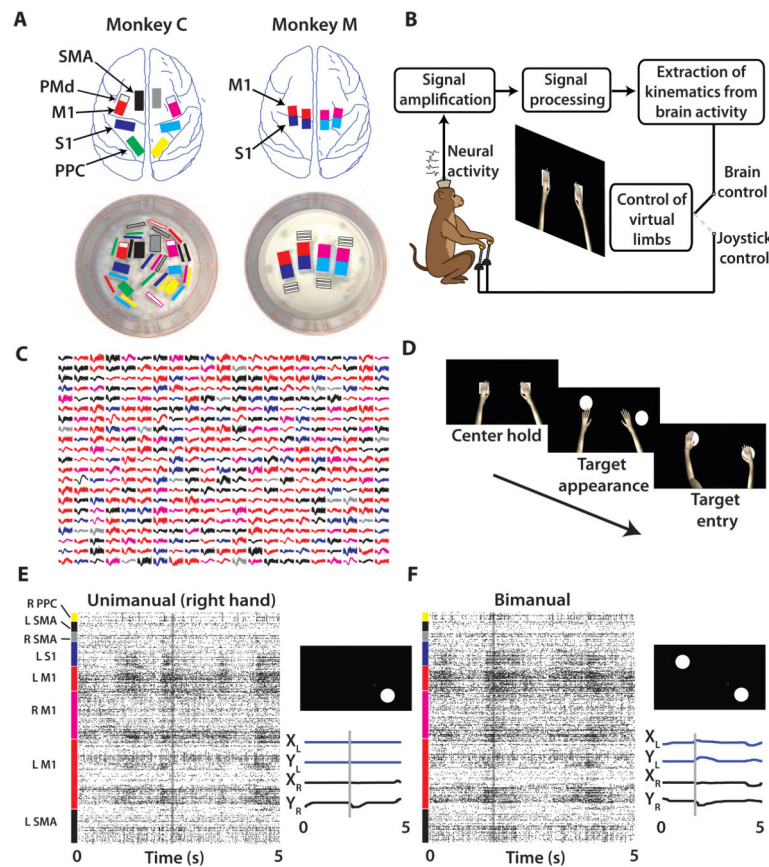 A
Monkey C
Monkey M
SMA
PMd
M1
S1
PPC
M1
S1
B
Signal
amplification
Signal
processing
Extraction of
kinematics from
brain activity
Neural
activity
Control of
virtual
limbs
Brain
control
Joystick
control
C
D
Center hold
Target
appearance
Target
entry
E
Unimanual (right hand)
R PPC
L SMA
R SMA
L S1
L M1
R M1
L M1
L SMA
0
Time (s)
5
X_L
Y_L
X_R
Y_R
0
5
F
Bimanual
0
Time (s)
5
X_L
Y_L
X_R
Y_R
0
5